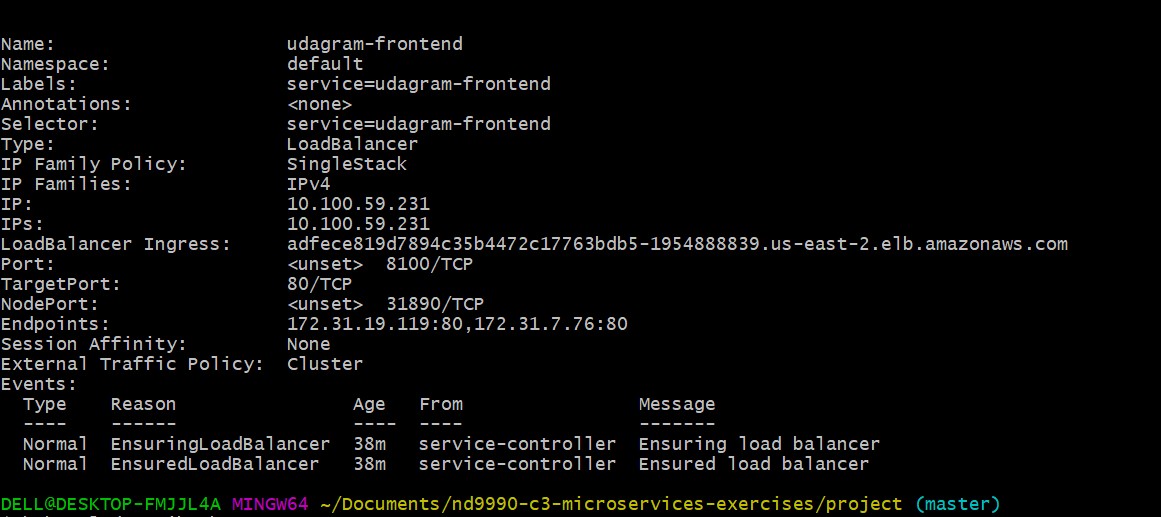 Name:                     udagram-frontend
Namespace:                default
Labels:                   service=udagram-frontend
Annotations:              <none>
Selector:                 service=udagram-frontend
Type:                     LoadBalancer
IP Family Policy:         SingleStack
IP Families:              IPv4
IP:                       10.100.59.231
IPs:                      10.100.59.231
LoadBalancer Ingress:     adfece819d7894c35b4472c17763bdb5-1954888839.us-east-2.elb.amazonaws.com
Port:                     <unset>  8100/TCP
TargetPort:               80/TCP
NodePort:                 <unset>  31890/TCP
Endpoints:                172.31.19.119:80,172.31.7.76:80
Session Affinity:         None
External Traffic Policy:  Cluster
Events:
  Type    Reason                Age   From                Message
  ----    ------                ----  ----                -------
  Normal  EnsuringLoadBalancer  38m   service-controller  Ensuring load balancer
  Normal  EnsuredLoadBalancer   38m   service-controller  Ensured load balancer
DELL@DESKTOP-FMJJL4A MINGW64 ~/Documents/nd9990-c3-microservices-exercises/project (master)